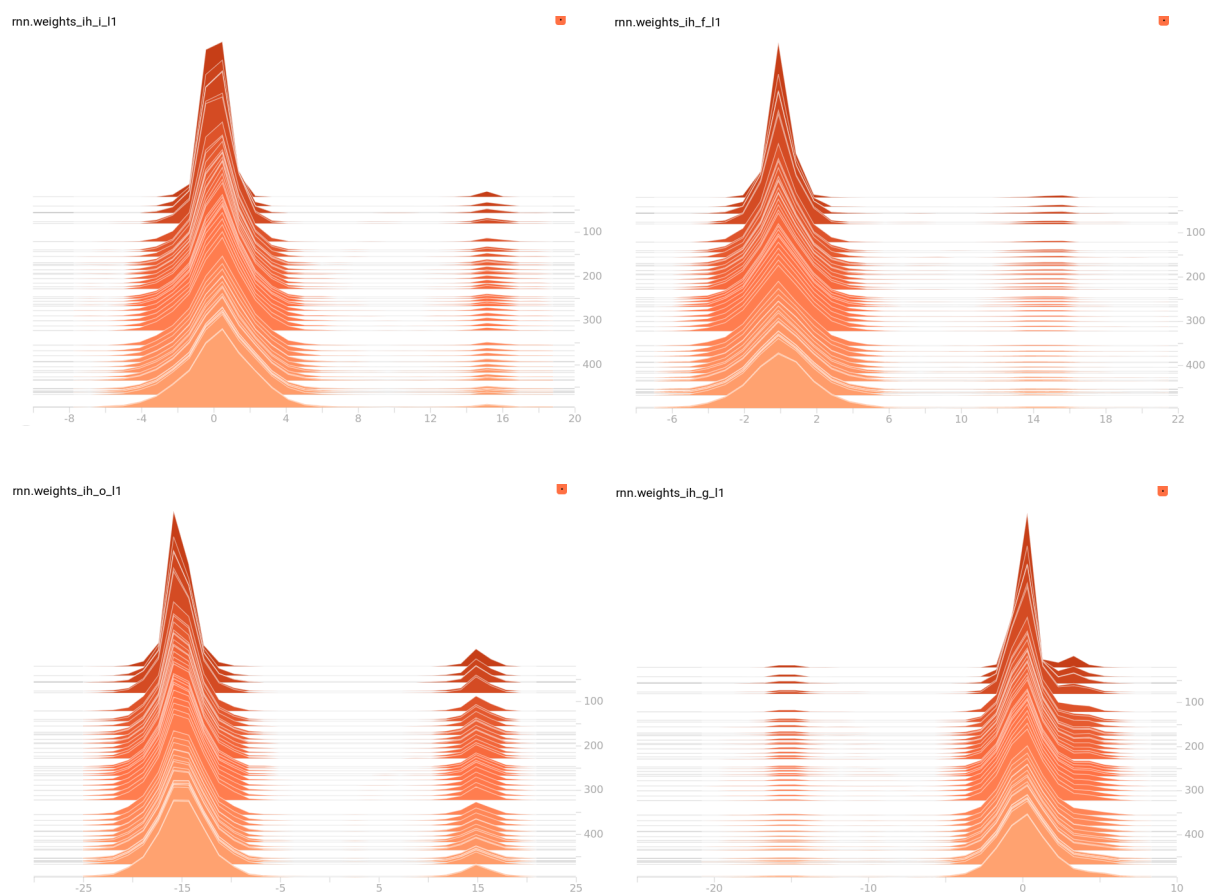 rnn.weights_ih_i_l1
rnn.weights_ih_f_l1
100
200
300
400
-8 -4 0 4 8 12 16 20
100
200
300
400
-6 -2 2 6 10 14 18 22
rnn.weights_ih_o_l1
rnn.weights_ih_g_l1
100
200
300
400
-25 -15 -5 5 15 25
100
200
300
400
-20 -10 0 10